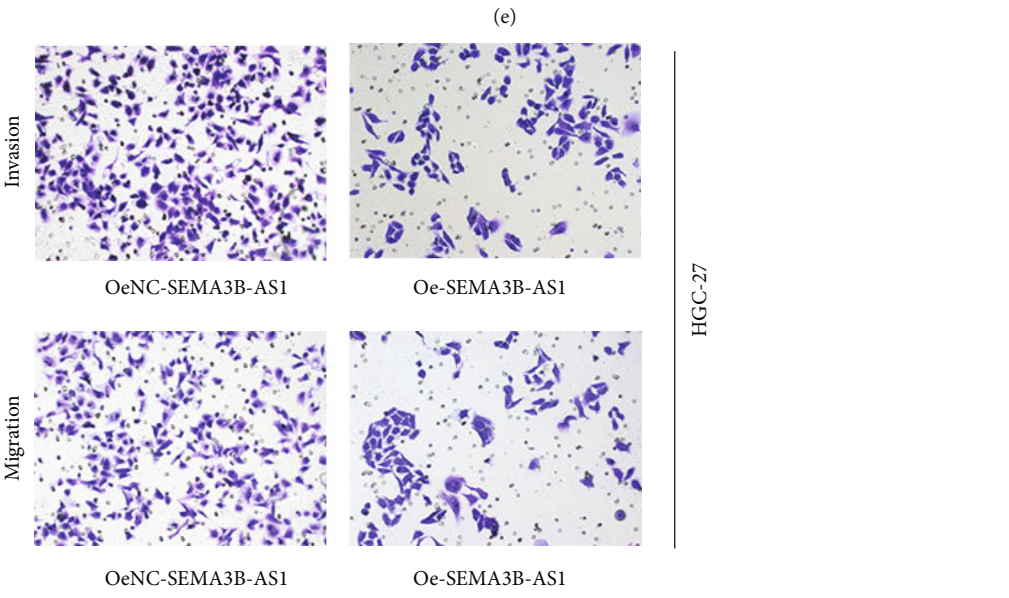 (e)
Invasion
OeNC-SEMA3B-AS1
Oe-SEMA3B-AS1
HGC-27
Migration
OeNC-SEMA3B-AS1
Oe-SEMA3B-AS1